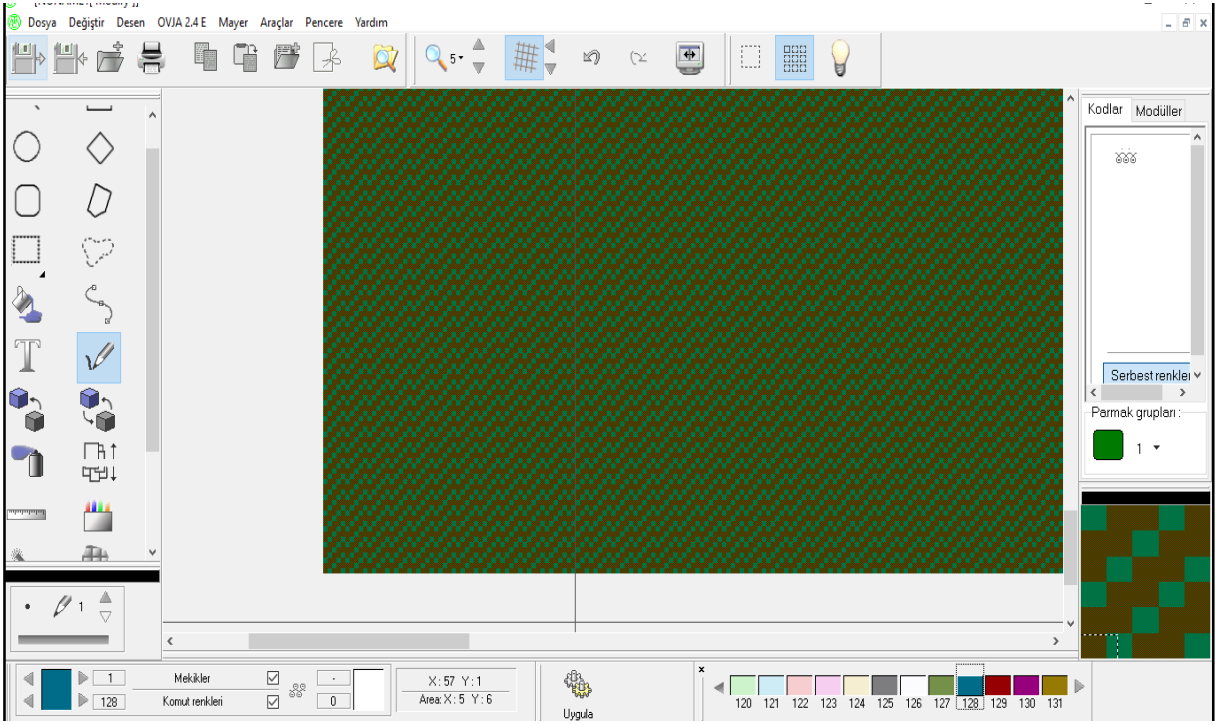 Dosya Değiştir Desen OVJA 2.4 E Mayer Araçlar Pencere Yardım
5
Kodlar Modüller
Serbest renkler
Parmak grupları :
1
1
1 Mekikler
128 Komut renkleri 0
X : 57 Y : 1
Area: X : 5 Y : 6
Uygula
120 121 122 123 124 125 126 127 128 129 130 131